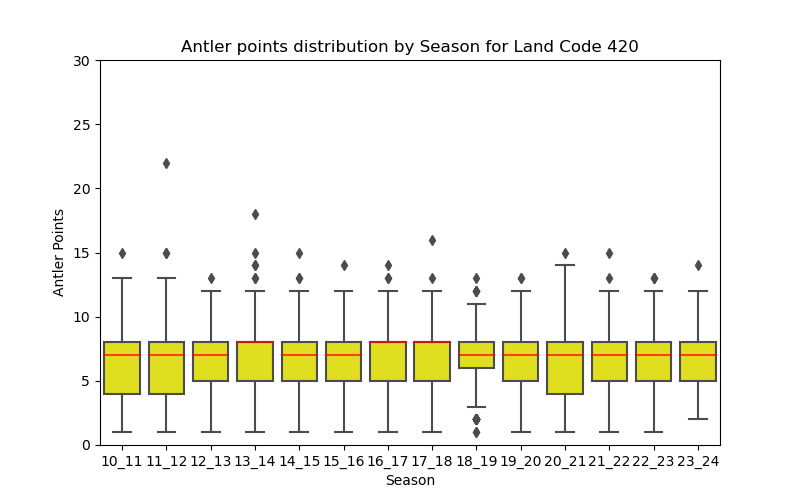 Antler points distribution by Season for Land Code 420
30
25
20
15
10
5
0
Antler Points
10_11 11_12 12_13 13_14 14_15 15_16 16_17 17_18 18_19 19_20 20_21 21_22 22_23 23_24
Season